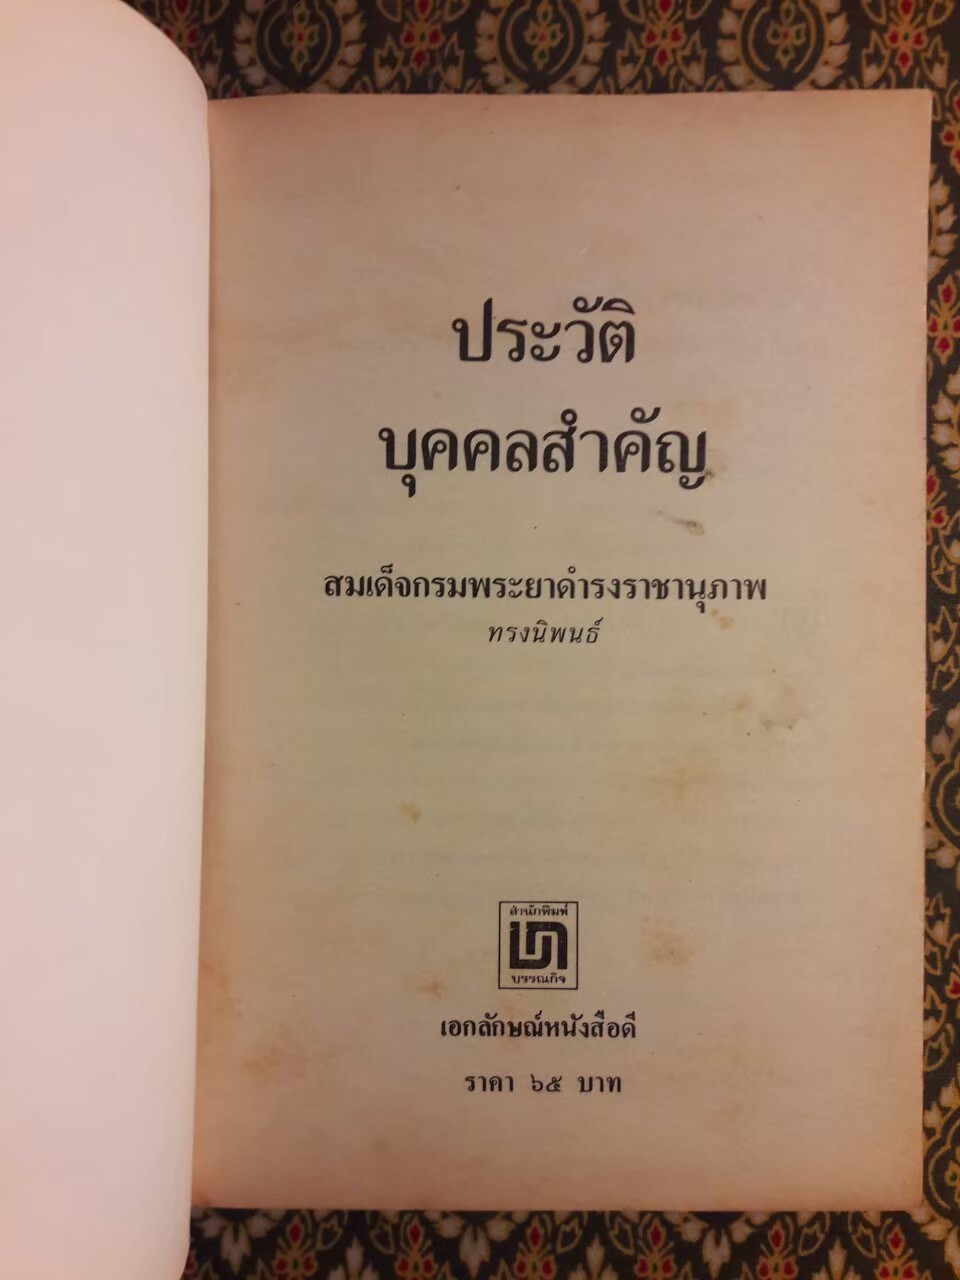 ประวัติ
บุคคลสำคัญ
สมเด็จกรมพระยาดำรงราชานุภาพ
ทรงนิพนธ์
สำนักพิมพ์
บก
บรรณกิจ
เอกลักษณ์หนังสือดี
ราคา ๖๕ บาท